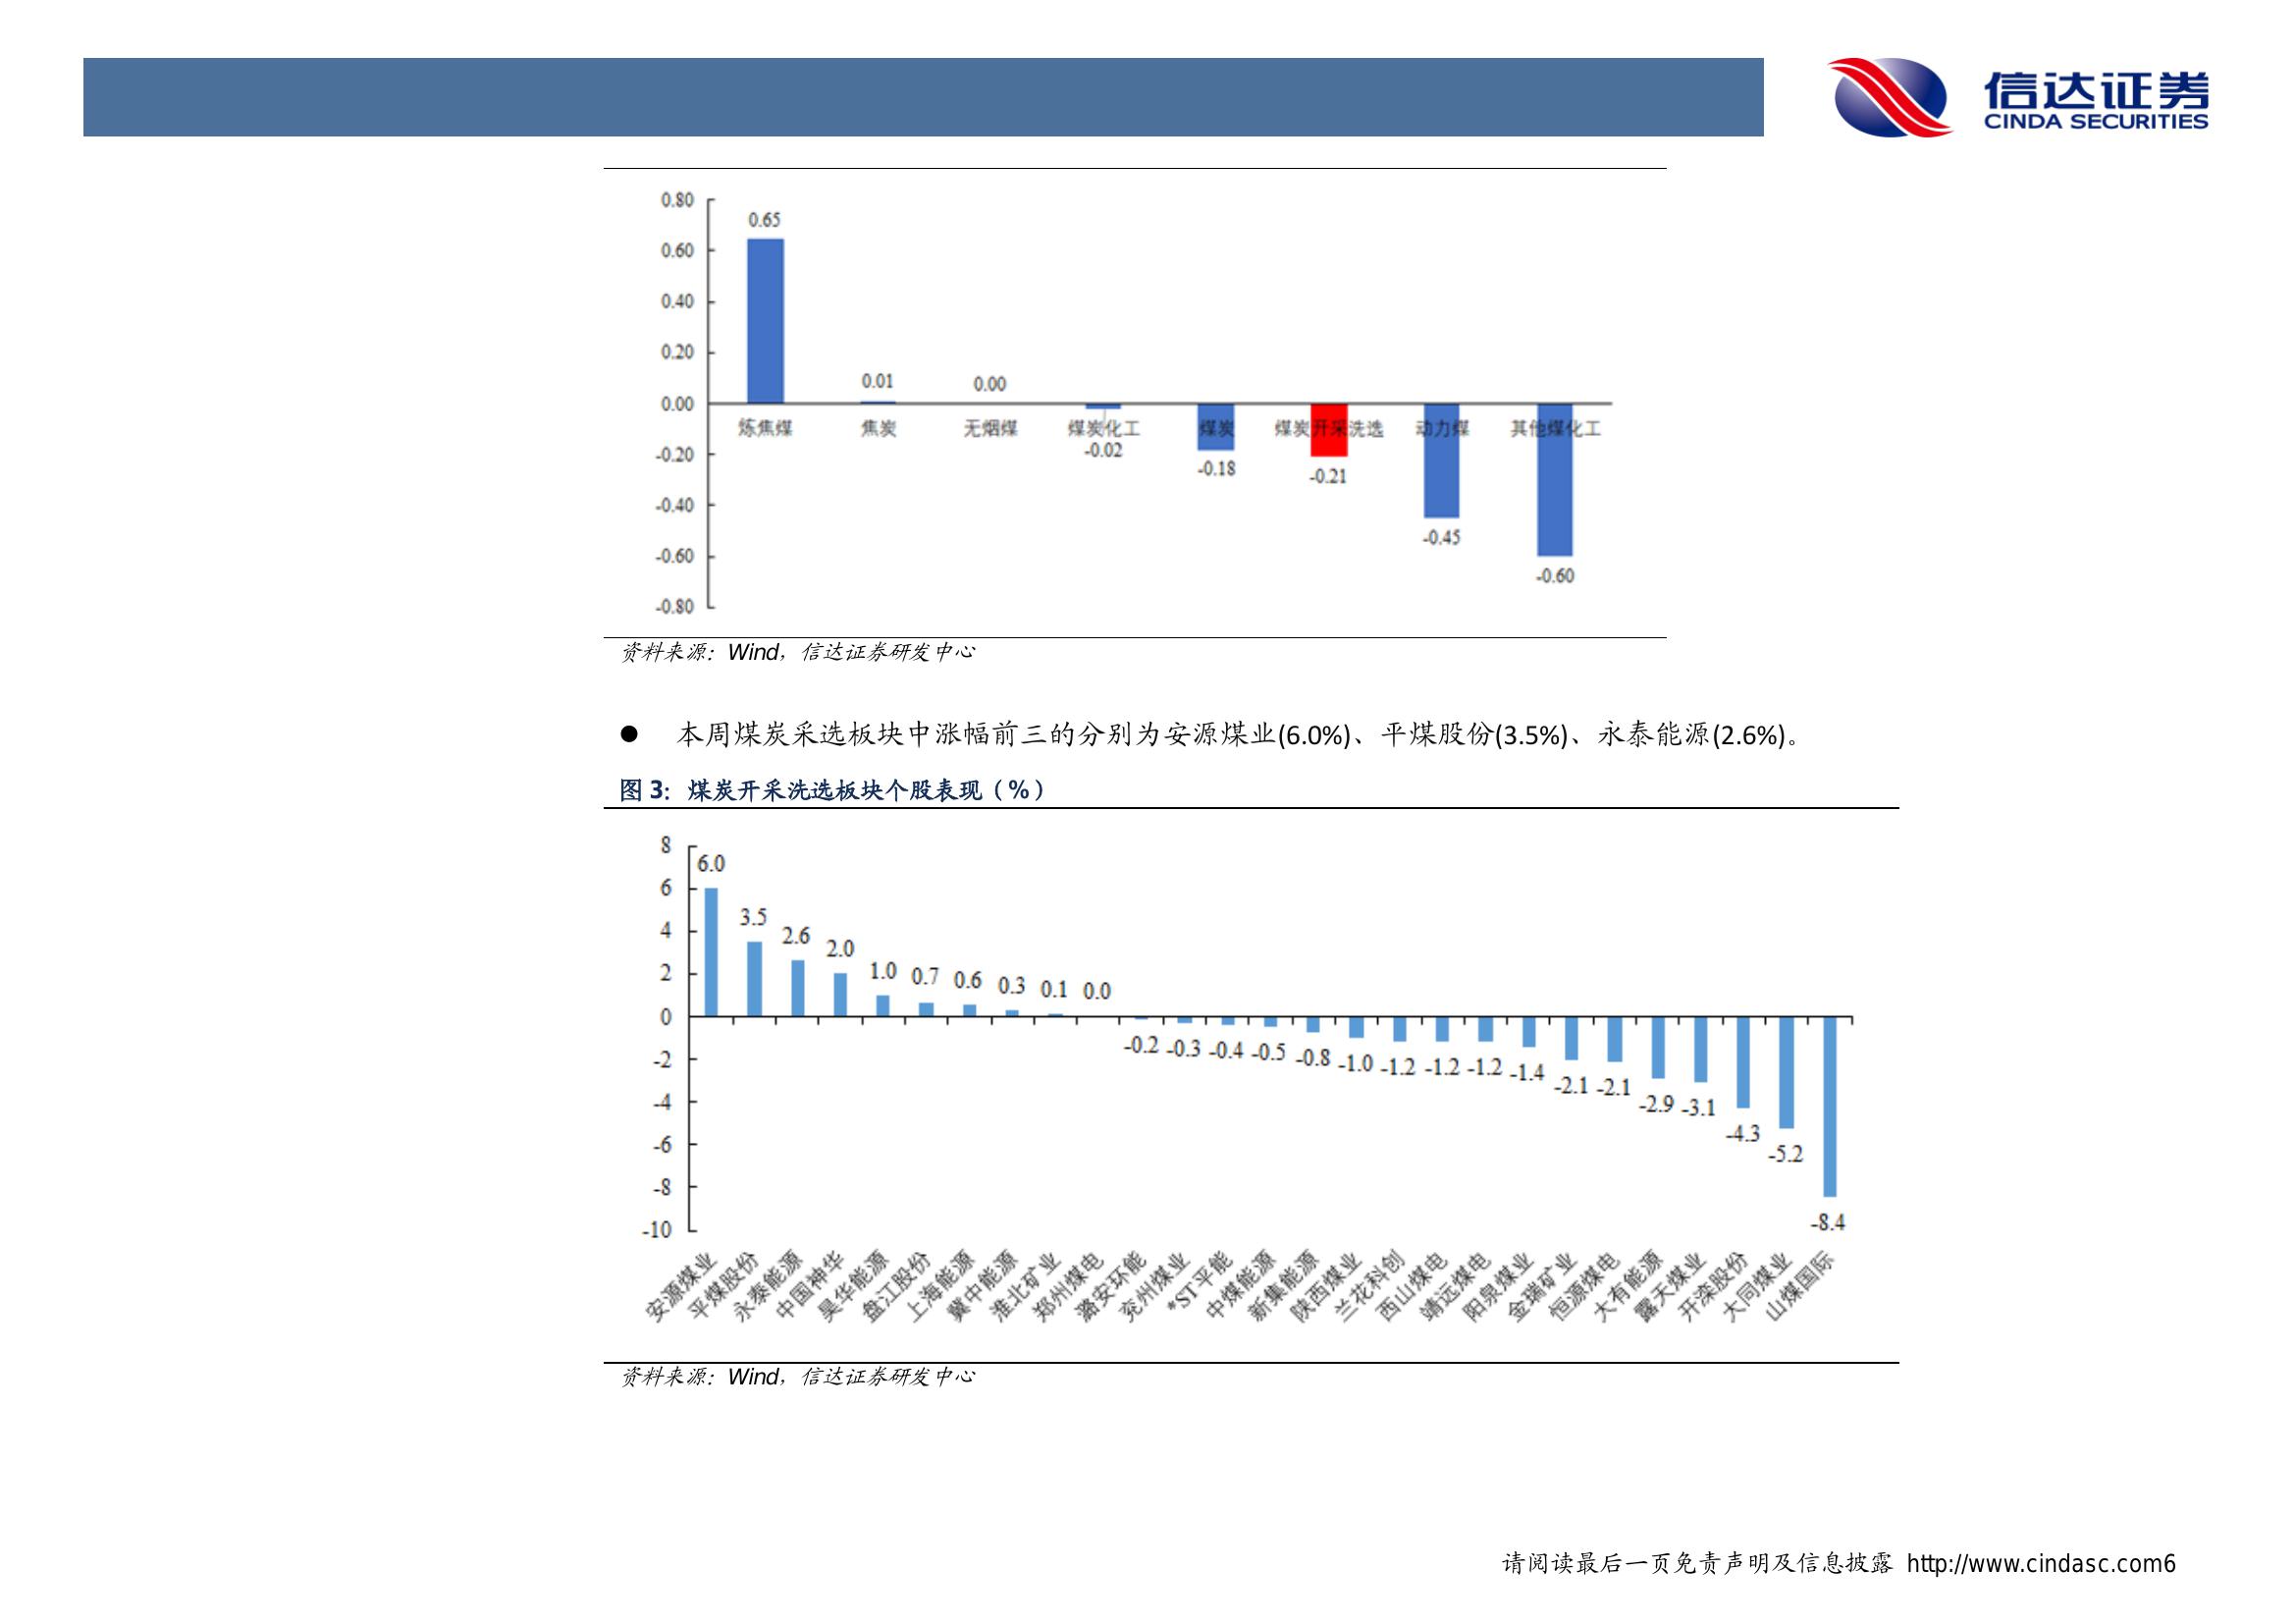 信达证券
CINDA SECURITIES
0.80
0.60
0.40
0.20
0.00
-0.20
-0.40
-0.60
-0.80
0.65
0.01
0.00
-0.02
-0.18
-0.21
-0.45
-0.60
炼焦煤 焦炭 无烟煤 煤炭化工 煤炭 煤炭开采洗选 动力煤 其他煤化工
资料来源：Wind，信达证券研发中心
● 本周煤炭采选板块中涨幅前三的分别为安源煤业(6.0%)、平煤股份(3.5%)、永泰能源(2.6%)。
图 3：煤炭开采洗选板块个股表现（%）
8
6
4
2
0
-2
-4
-6
-8
-10
6.0 3.5 2.6 2.0 1.0 0.7 0.6 0.3 0.1 0.0 -0.2 -0.3 -0.4 -0.5 -0.8 -1.0 -1.2 -1.2 -1.2 -1.4 -2.1 -2.1 -2.9 -3.1 -4.3 -5.2 -8.4
安源煤业
平煤股份
永泰能源
中国神华
昊华能源
盘江股份
上海能源
冀中能源
淮北矿业
郑州煤电
潞安环能
兖州煤业
*ST平能
中煤能源
新集能源
陕西煤业
兰花科创
西山煤电
靖远煤电
阳泉煤业
金瑞矿业
恒源煤电
大有能源
露天煤业
开滦股份
大同煤业
山煤国际
资料来源：Wind，信达证券研发中心
请阅读最后一页免责声明及信息披露 http://www.cindasc.com6